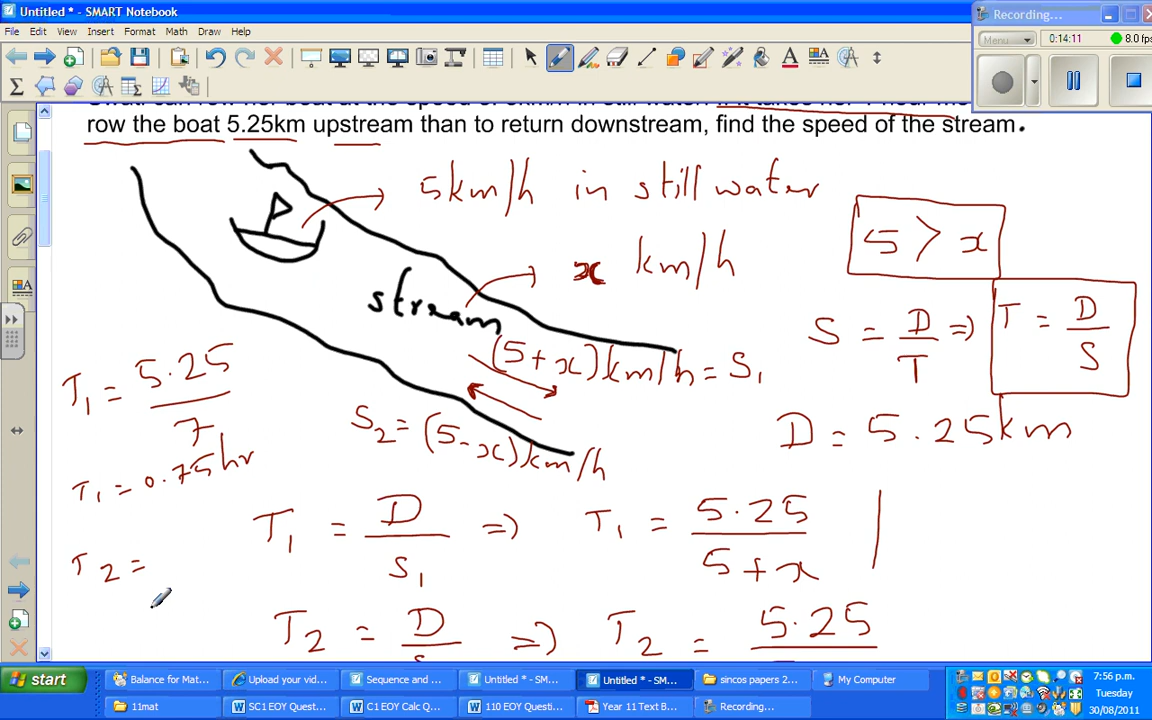 Untitled * - SMART Notebook
File Edit View Insert Format Math Draw Help
Recording...
Menu
0:14:11
8.0 fps
row the boat 5.25km upstream than to return downstream, find the speed of the stream.
5km/h in still water
x km/h
stream
5 > x
S = D/T => T = D/S
(5+x)km/h = S1
S2 = (5-x)km/h
D = 5.25km
T1 = 5.25/7
T1 = 0.75hr
T2 =
T1 = D/S1 => T1 = 5.25/5+x
T2 = D => T2 = 5.25
start
Balance for Mat...
Upload your vid...
Sequence and ...
Untitled * - SM...
Untitled * - SM...
sincos papers 2...
My Computer
11mat
SC1 EOY Quest...
C1 EOY Calc Q...
110 EOY Questi...
Year 11 Text B...
Recording...
7:56 p.m.
Tuesday
30/08/2011